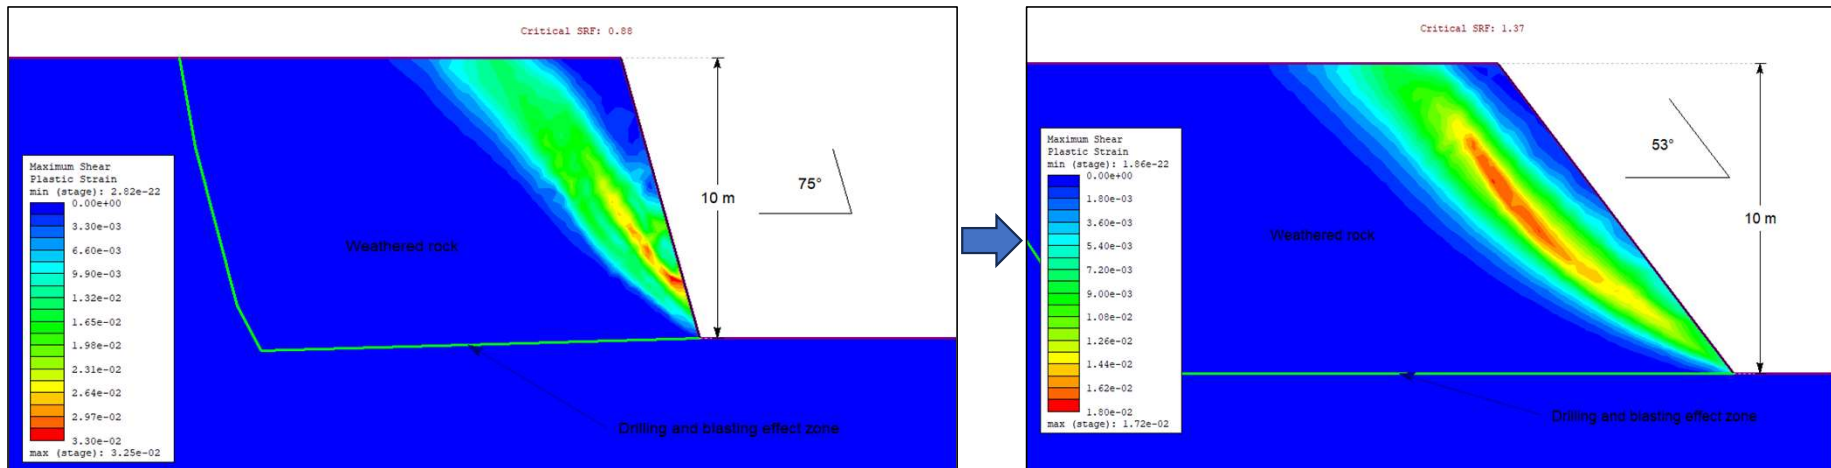 Critical SRF: 0.88
Maximum Shear
Plastic Strain
min (stage): 2.82e-22
0.00e+00
3.30e-03
6.60e-03
9.90e-03
1.32e-02
1.65e-02
1.98e-02
2.31e-02
2.64e-02
2.97e-02
3.30e-02
max (stage): 3.25e-02
Weathered rock
10 m
75°
Drilling and blasting effect zone
Critical SRF: 1.37
Maximum Shear
Plastic Strain
min (stage): 1.86e-22
0.00e+00
1.80e-03
3.60e-03
5.40e-03
7.20e-03
9.00e-03
1.08e-02
1.26e-02
1.44e-02
1.62e-02
1.80e-02
max (stage): 1.72e-02
Weathered rock
53°
10 m
Drilling and blasting effect zone